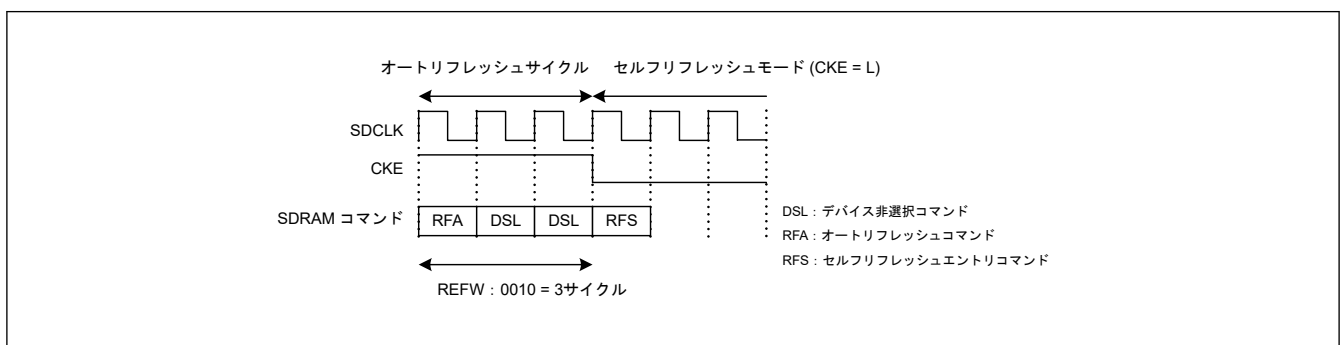 オートリフレッシュサイクル セルフリフレッシュモード (CKE = L)
SDCLK
CKE
SDRAM コマンド RFA DSL DSL RFS
DSL：デバイス非選択コマンド
RFA：オートリフレッシュコマンド
RFS：セルフリフレッシュエントリコマンド
REFW：0010 = 3サイクル